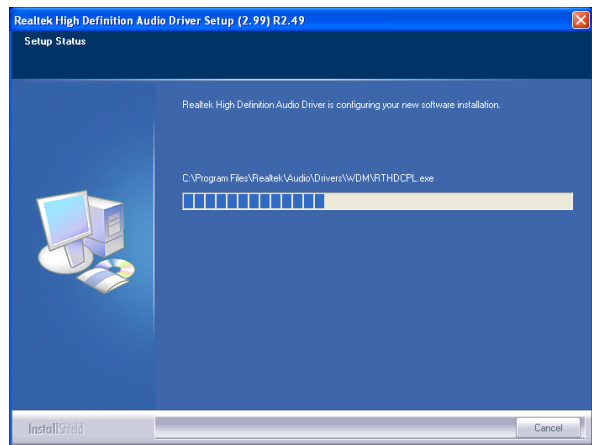 Realtek High Definition Audio Driver Setup (2.99) R2.49
Setup Status
Realtek High Definition Audio Driver is configuring your new software installation.
C:\Program Files\Realtek\Audio\Drivers\WDM\RTHDCPL.exe
InstallShield
Cancel